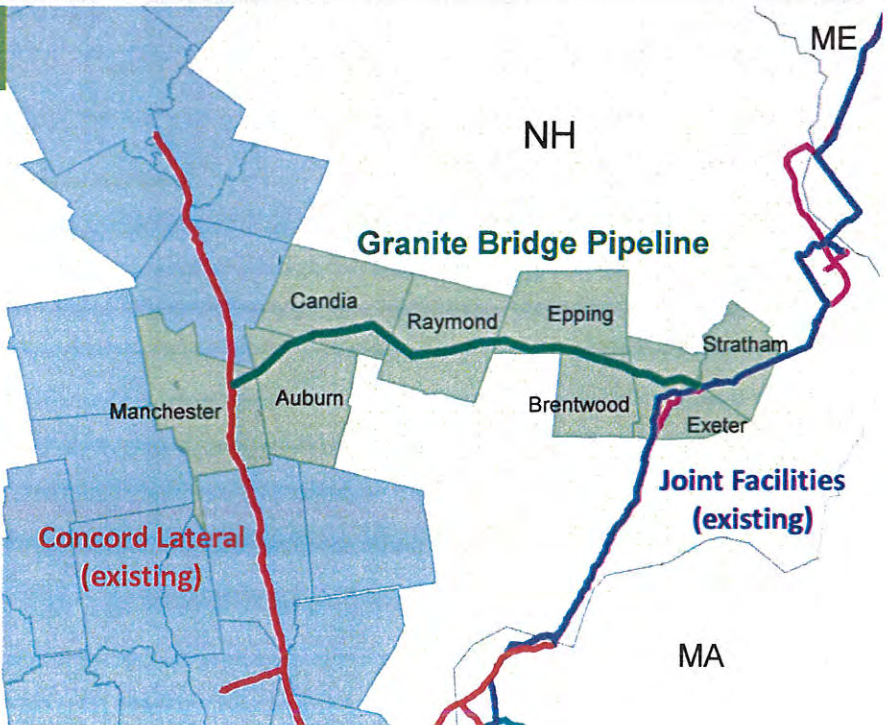 ME
NH
Granite Bridge Pipeline
Candia
Raymond
Epping
Stratham
Manchester
Auburn
Brentwood
Exeter
Joint Facilities
(existing)
Concord Lateral
(existing)
MA